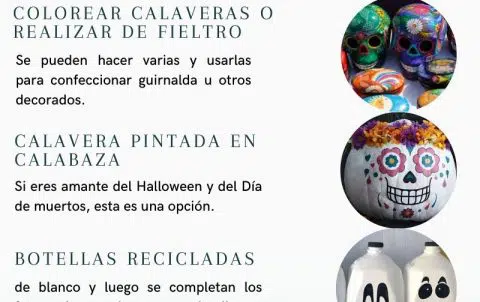 COLOREAR CALAVERAS O
REALIZAR DE FIELTRO
Se pueden hacer varias y usarlas
para confeccionar guirnalda u otros
decorados.
CALAVERA PINTADA EN
CALABAZA
Si eres amante del Halloween y del Día
de muertos, esta es una opción.
BOTELLAS RECICLADAS
de blanco y luego se completan los